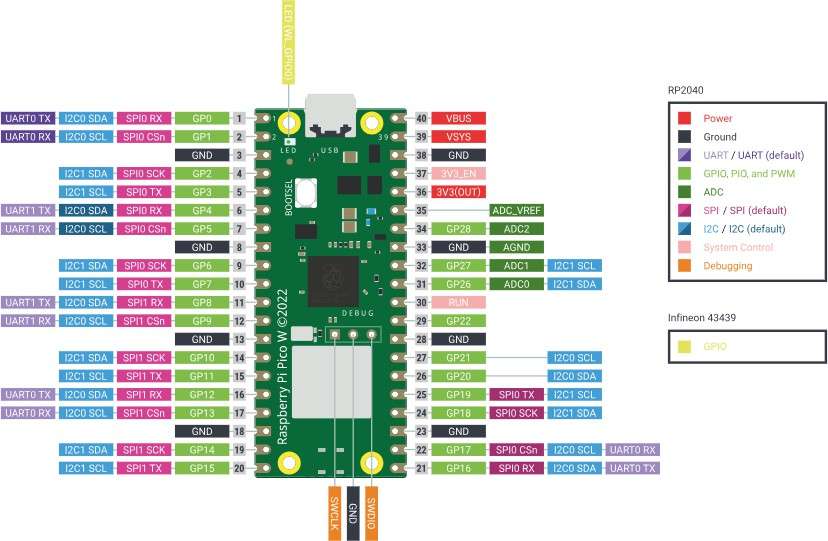 LED (WL_GPIO0)
UART0 TX I2C0 SDA SPI0 RX GP0 1 1 40 VBUS
UART0 RX I2C0 SCL SPI0 CSn GP1 2 2 39 39 VSYS
LED USB
GND 3 38 GND
I2C1 SDA SPI0 SCK GP2 4 37 3V3_EN
I2C1 SCL SPI0 TX GP3 5 36 3V3(OUT)
BOOTSEL
UART1 TX I2C0 SDA SPI0 RX GP4 6 35 ADC_VREF
UART1 RX I2C0 SCL SPI0 CSn GP5 7 34 GP28 ADC2
GND 8 33 GND AGND
I2C1 SDA SPI0 SCK GP6 9 32 GP27 ADC1 I2C1 SCL
I2C1 SCL SPI0 TX GP7 10 31 GP26 ADC0 I2C1 SDA
UART1 TX I2C0 SDA SPI1 RX GP8 11 30 RUN
DEBUG
UART1 RX I2C0 SCL SPI1 CSn GP9 12 29 GP22
GND 13 28 GND
I2C1 SDA SPI1 SCK GP10 14 27 GP21 I2C0 SCL
I2C1 SCL SPI1 TX GP11 15 26 GP20 I2C0 SDA
Raspberry Pi Pico W ©2022
UART0 TX I2C0 SDA SPI1 RX GP12 16 25 GP19 SPI0 TX I2C1 SCL
UART0 RX I2C0 SCL SPI1 CSn GP13 17 24 GP18 SPI0 SCK I2C1 SDA
GND 18 23 GND
I2C1 SDA SPI1 SCK GP14 19 22 GP17 SPI0 CSn I2C0 SCL UART0 RX
I2C1 SCL SPI1 TX GP15 20 21 GP16 SPI0 RX I2C0 SDA UART0 TX
SWCLK GND SWDIO
RP2040
Power
Ground
UART / UART (default)
GPIO, PIO, and PWM
ADC
SPI / SPI (default)
I2C / I2C (default)
System Control
Debugging
Infineon 43439
GPIO